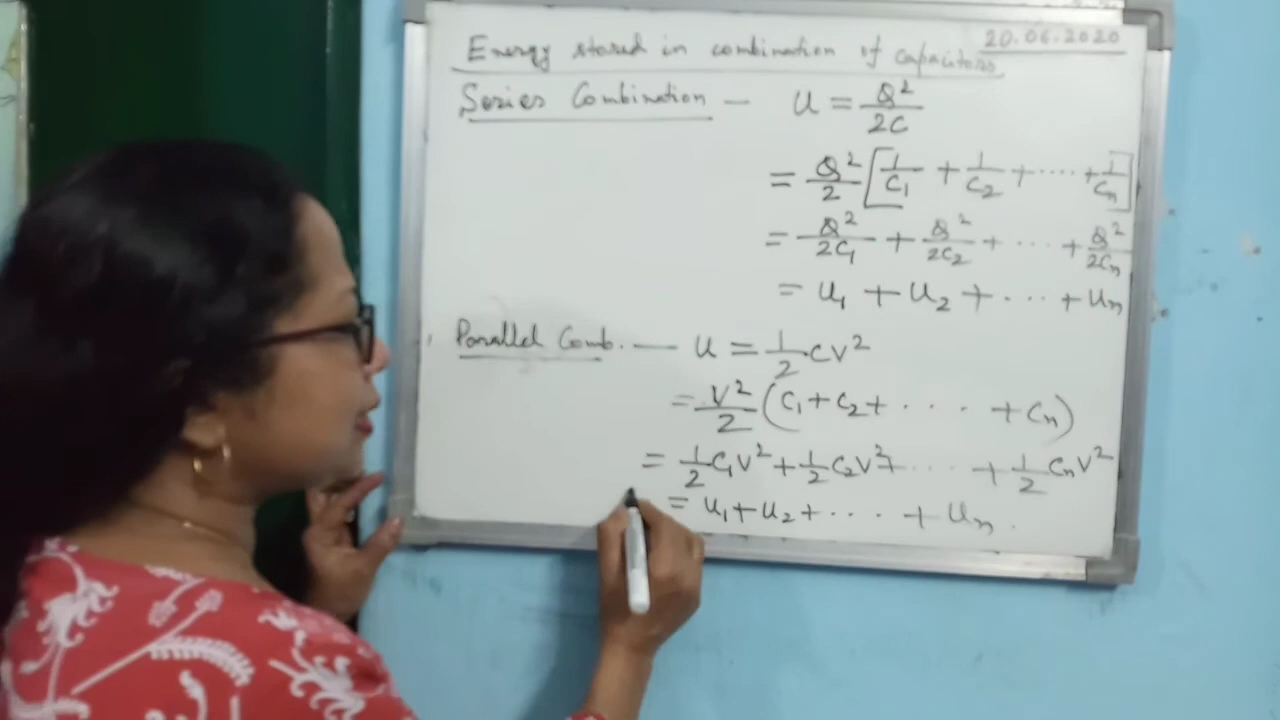 20.06.2020
Energy stored in combination of capacitors
Series Combination — U = Q²/2C
= Q²/2 [1/C₁ + 1/C₂ + ···· + 1/Cₙ]
= Q²/2C₁ + Q²/2C₂ + ··· + Q²/2Cₙ
= U₁ + U₂ + ··· + Uₙ
Parallel Comb. — U = 1/2 CV²
= V²/2 (C₁ + C₂ + ···· + Cₙ)
= 1/2 C₁V² + 1/2 C₂V² + ···· + 1/2 CₙV²
= U₁ + U₂ + ···· + Uₙ.